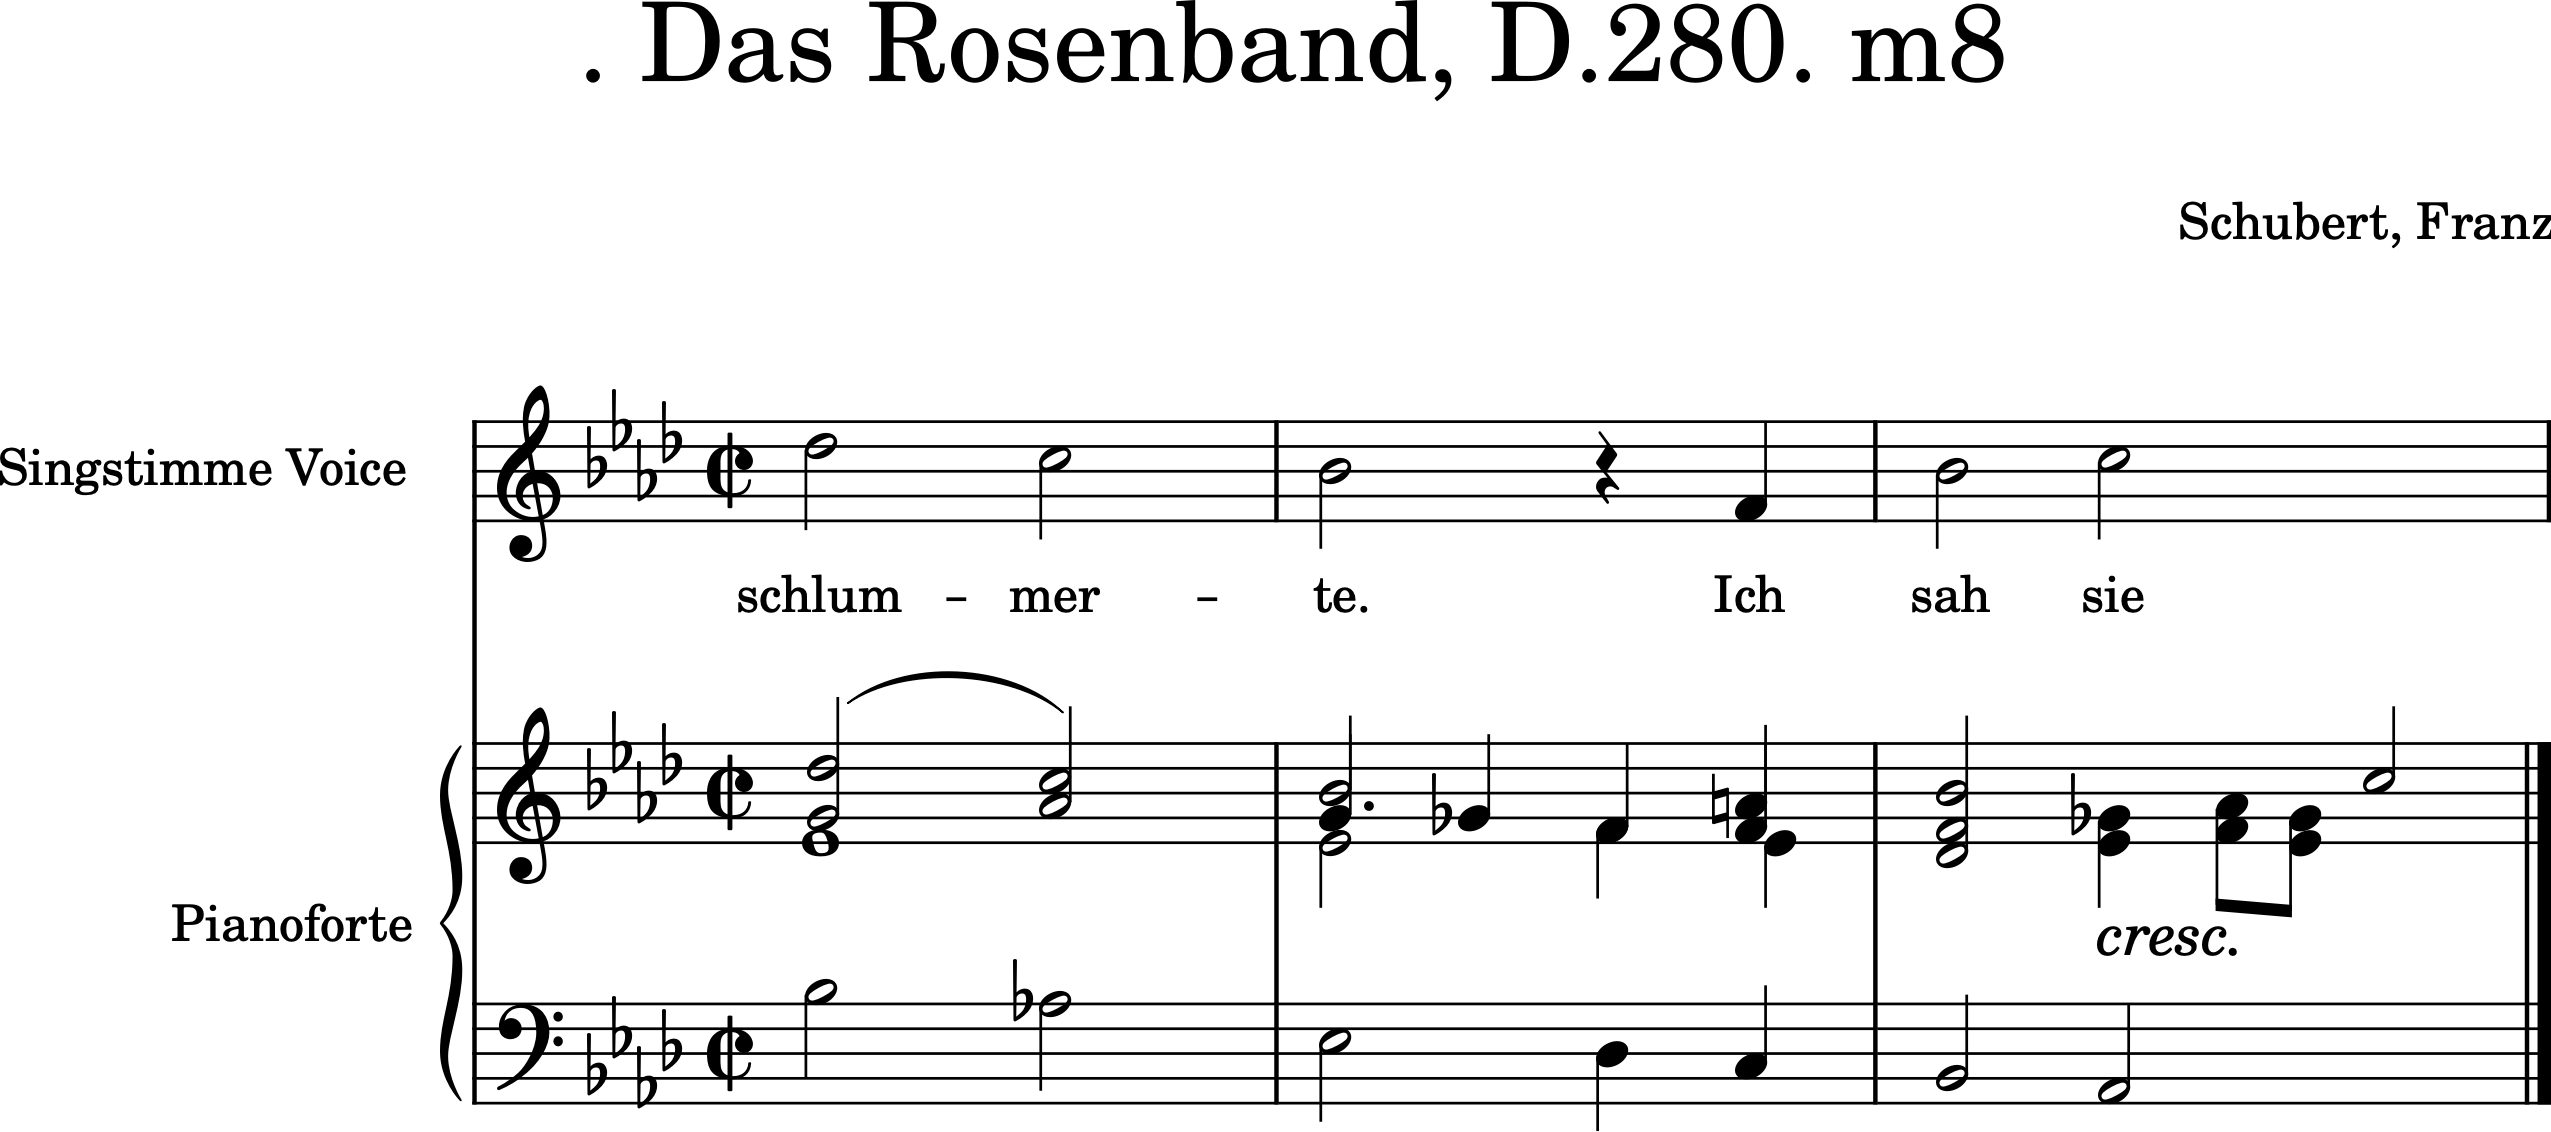 . Das Rosenband, D.280. m8
Schubert, Franz
Singstimme Voice
schlum - mer - te. Ich sah sie
Pianoforte
cresc.